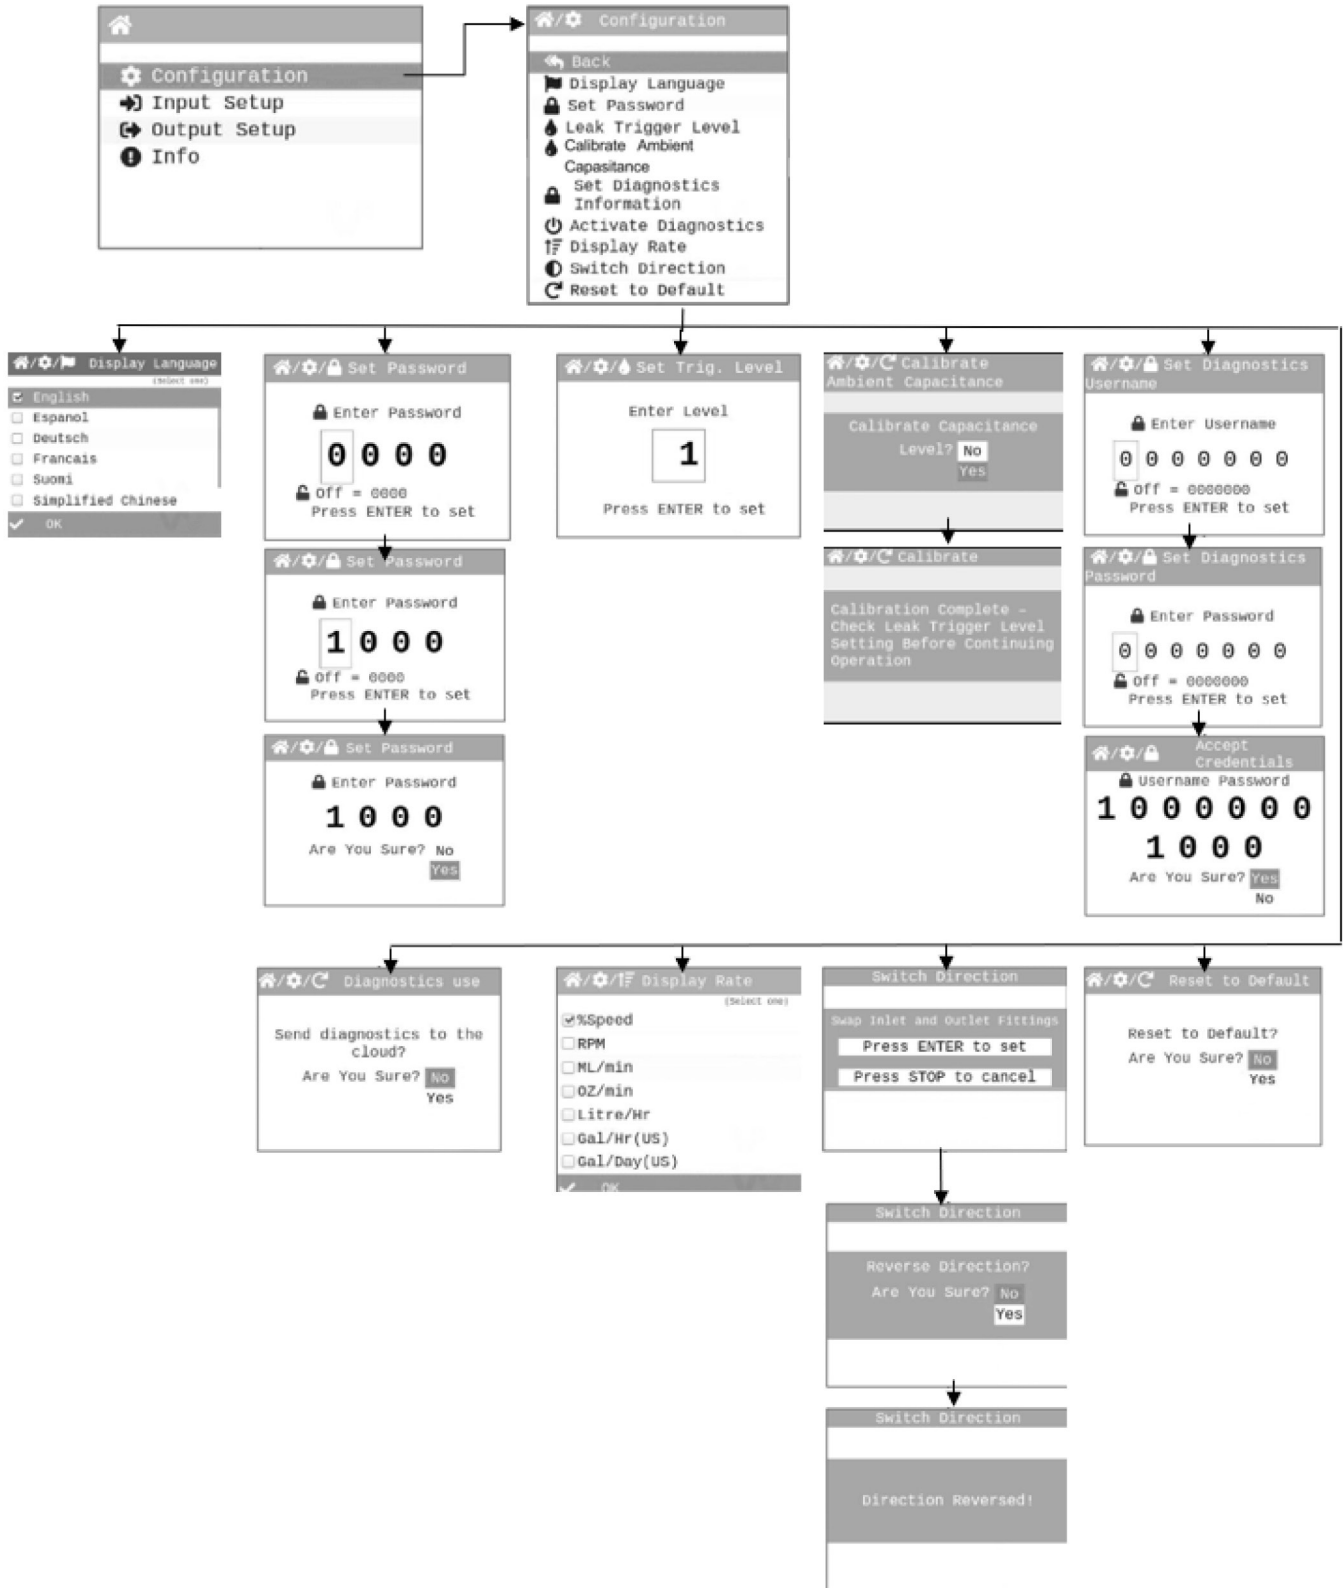 Configuration
Input Setup
Output Setup
Info
Configuration
Back
Display Language
Set Password
Leak Trigger Level
Calibrate Ambient
Capasitance
Set Diagnostics
Information
Activate Diagnostics
Display Rate
Switch Direction
Reset to Default
Display Language
(Select one)
English
Espanol
Deutsch
Francais
Suomi
Simplified Chinese
OK
Set Password
Enter Password
0 0 0 0
Off = 0000
Press ENTER to set
Set Password
Enter Password
1 0 0 0
Off = 0000
Press ENTER to set
Set Password
Enter Password
1 0 0 0
Are You Sure? No
Yes
Set Trig. Level
Enter Level
1
Press ENTER to set
Calibrate
Ambient Capacitance
Calibrate Capacitance
Level? No
Yes
Calibrate
Calibration Complete –
Check Leak Trigger Level
Setting Before Continuing
Operation
Set Diagnostics
Username
Enter Username
0 0 0 0 0 0 0
Off = 0000000
Press ENTER to set
Set Diagnostics
Password
Enter Password
0 0 0 0 0 0 0
Off = 0000000
Press ENTER to set
Accept
Credentials
Username Password
1 0 0 0 0 0 0
1 0 0 0
Are You Sure? Yes
No
Diagnostics use
Send diagnostics to the
cloud?
Are You Sure? No
Yes
Display Rate
(Select one)
%Speed
RPM
ML/min
OZ/min
Litre/Hr
Gal/Hr(US)
Gal/Day(US)
OK
Switch Direction
Swap Inlet and Outlet Fittings
Press ENTER to set
Press STOP to cancel
Switch Direction
Reverse Direction?
Are You Sure? No
Yes
Switch Direction
Direction Reversed!
Reset to Default
Reset to Default?
Are You Sure? No
Yes